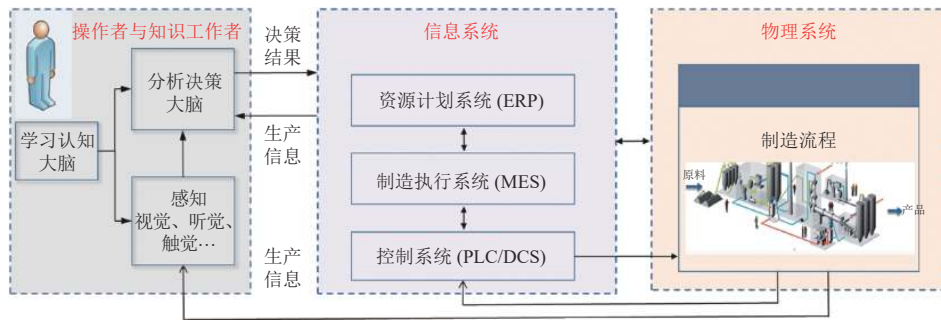 操作者与知识工作者
分析决策
大脑
学习认知
大脑
感知
视觉、听觉、
触觉…
决策
结果
生产
信息
生产
信息
信息系统
资源计划系统 (ERP)
制造执行系统 (MES)
控制系统 (PLC/DCS)
物理系统
制造流程
原料
产品